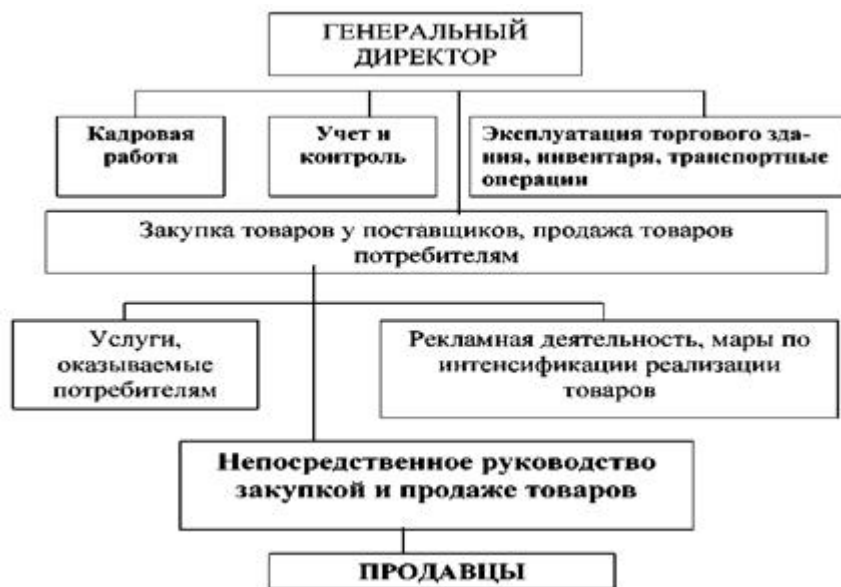 ГЕНЕРАЛЬНЫЙ
ДИРЕКТОР
Кадровая
работа
Учет и
контроль
Эксплуатация торгового зда-
ния, инвентаря, транспортные
операции
Закупка товаров у поставщиков, продажа товаров
потребителям
Услуги,
оказываемые
потребителям
Рекламная деятельность, мары по
интенсификации реализации
товаров
Непосредственное руководство
закупкой и продаже товаров
ПРОДАВЦЫ